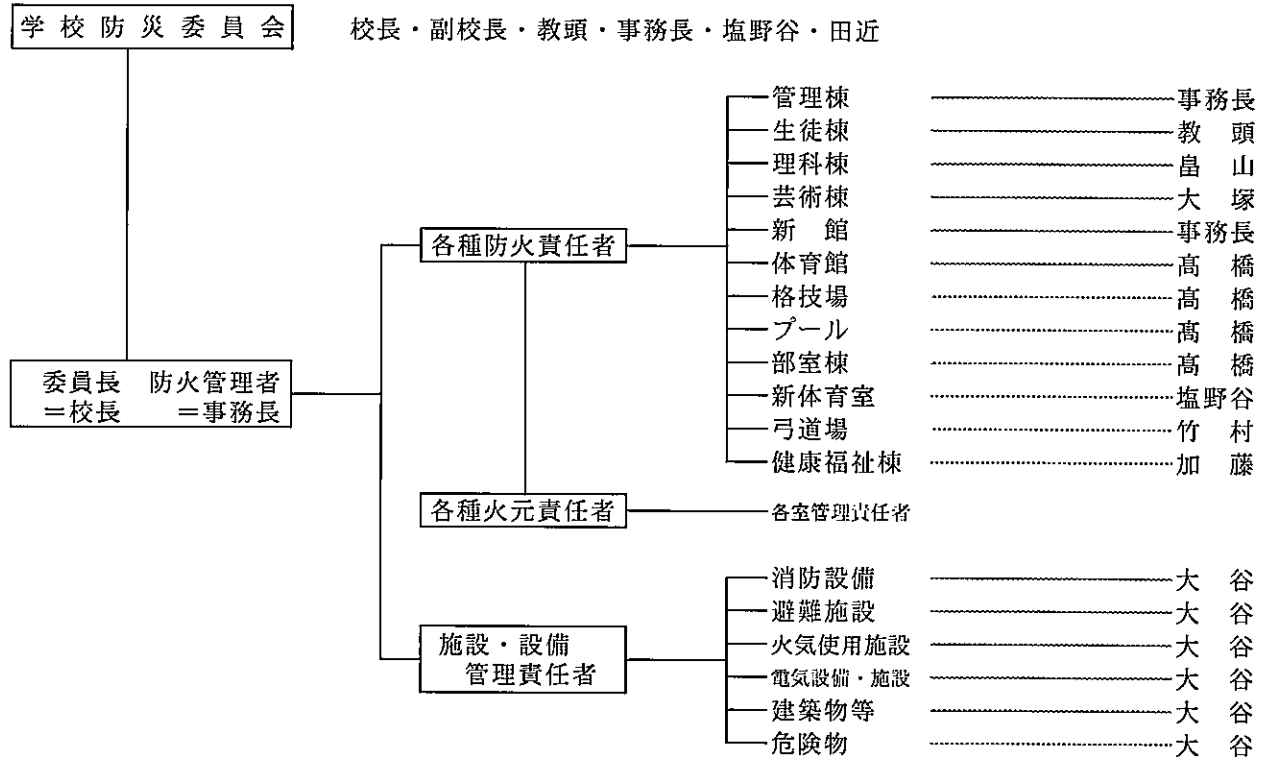 学校防災委員会 校長・副校長・教頭・事務長・塩野谷・田近
管理棟 事務長
生徒棟 教頭
理科棟 畠山
芸術棟 大塚
新館 事務長
各種防火責任者
体育館 髙橋
格技場 髙橋
プール 髙橋
部室棟 髙橋
委員長 防火管理者
=校長 =事務長
新体育室 塩野谷
弓道場 竹村
健康福祉棟 加藤
各種火元責任者 各室管理責任者
消防設備 大谷
避難施設 大谷
施設・設備
管理責任者
火気使用施設 大谷
電気設備・施設 大谷
建築物等 大谷
危険物 大谷